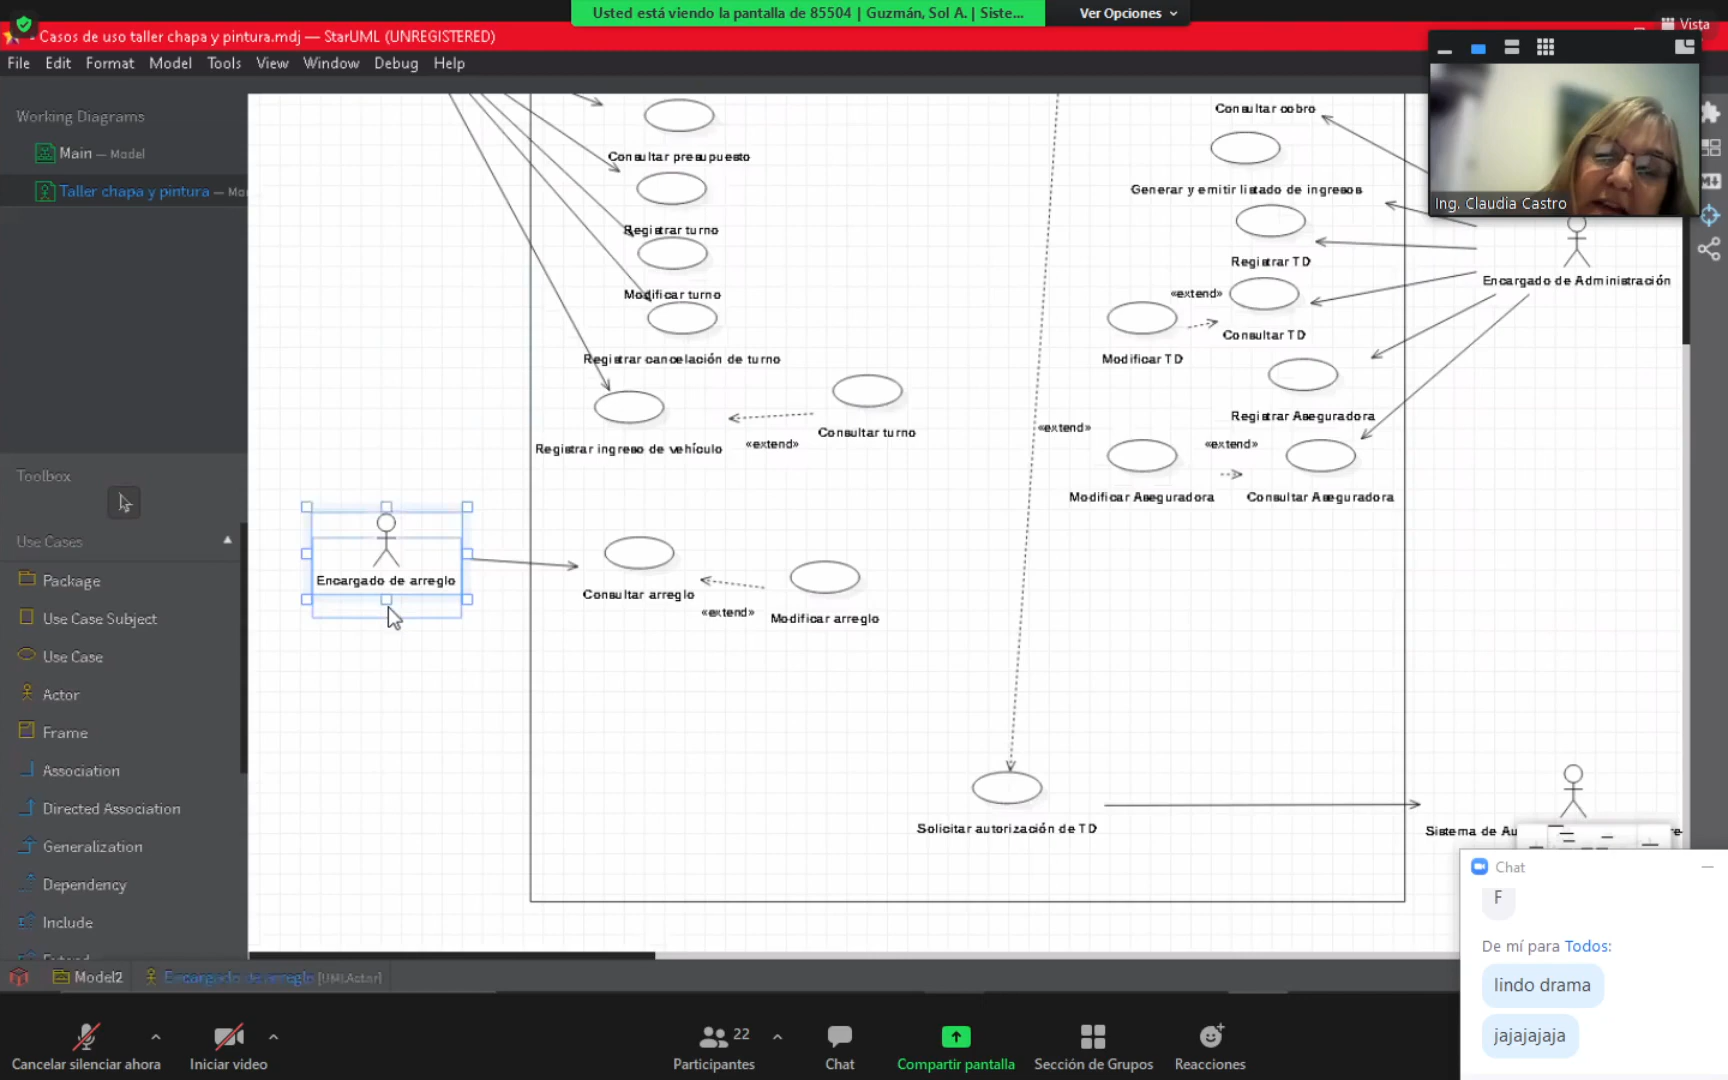 Usted está viendo la pantalla de 85504 | Guzmán, Sol A. | Siste...
Ver Opciones
Vista
Casos de uso taller chapa y pintura.mdj — StarUML (UNREGISTERED)
File Edit Format Model Tools View Window Debug Help
Working Diagrams
Main — Model
Taller chapa y pintura — Mo
Toolbox
Use Cases
Package
Use Case Subject
Use Case
Actor
Frame
Association
Directed Association
Generalization
Dependency
Include
Extend
Consultar presupuesto
Registrar turno
Modificar turno
Registrar cancelación de turno
Registrar ingreso de vehículo
«extend»
Consultar turno
Encargado de arreglo
Consultar arreglo
«extend»
Modificar arreglo
«extend»
Solicitar autorización de TD
Consultar cobro
Generar y emitir listado de ingresos
Registrar TD
«extend»
Consultar TD
Modificar TD
Registrar Aseguradora
«extend»
Modificar Aseguradora
Consultar Aseguradora
Encargado de Administración
Sistema de Au
Ing. Claudia Castro
Chat
F
De mí para Todos:
lindo drama
jajajajaja
Model2
Encargado de arreglo [UMLActor]
Cancelar silenciar ahora
Iniciar video
22
Participantes
Chat
Compartir pantalla
Sección de Grupos
Reacciones